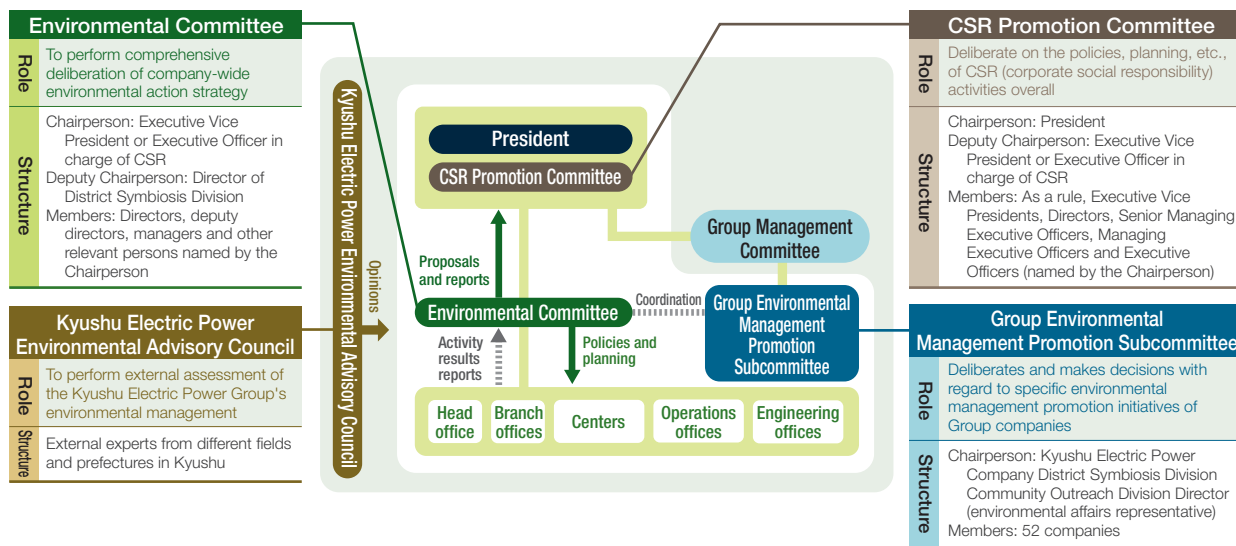 Environmental Committee
Role
To perform comprehensive
deliberation of company-wide
environmental action strategy
Structure
Chairperson: Executive Vice
President or Executive Officer in
charge of CSR
Deputy Chairperson: Director of
District Symbiosis Division
Members: Directors, deputy
directors, managers and other
relevant persons named by the
Chairperson
Kyushu Electric Power
Environmental Advisory Council
Role
To perform external assessment of
the Kyushu Electric Power Group's
environmental management
Structure
External experts from different fields
and prefectures in Kyushu
Kyushu Electric Power Environmental Advisory Council
Opinions
President
CSR Promotion Committee
Proposals
and reports
Group Management
Committee
Environmental Committee
Coordination
Group Environmental
Management
Promotion
Subcommittee
Activity
results
reports
Policies and
planning
Head
office
Branch
offices
Centers
Operations
offices
Engineering
offices
CSR Promotion Committee
Role
Deliberate on the policies, planning, etc.,
of CSR (corporate social responsibility)
activities overall
Structure
Chairperson: President
Deputy Chairperson: Executive Vice
President or Executive Officer in
charge of CSR
Members: As a rule, Executive Vice
Presidents, Directors, Senior Managing
Executive Officers, Managing
Executive Officers and Executive
Officers (named by the Chairperson)
Group Environmental
Management Promotion Subcommittee
Role
Deliberates and makes decisions with
regard to specific environmental
management promotion initiatives of
Group companies
Structure
Chairperson: Kyushu Electric Power
Company District Symbiosis Division
Community Outreach Division Director
(environmental affairs representative)
Members: 52 companies